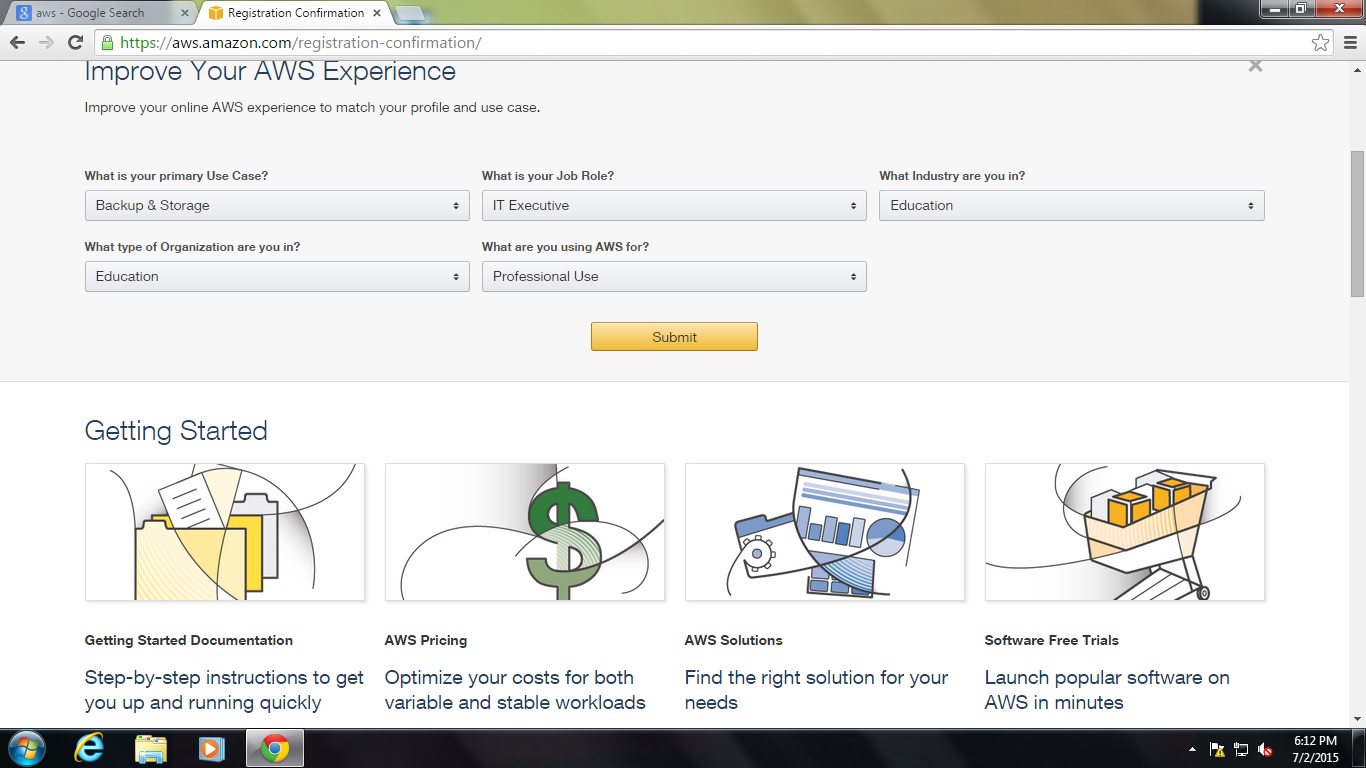 aws - Google Search
Registration Confirmation
https://aws.amazon.com/registration-confirmation/
Improve Your AWS Experience
Improve your online AWS experience to match your profile and use case.
What is your primary Use Case?
What is your Job Role?
What Industry are you in?
Backup & Storage
IT Executive
Education
What type of Organization are you in?
What are you using AWS for?
Education
Professional Use
Submit
Getting Started
Getting Started Documentation
AWS Pricing
AWS Solutions
Software Free Trials
Step-by-step instructions to get
you up and running quickly
Optimize your costs for both
variable and stable workloads
Find the right solution for your
needs
Launch popular software on
AWS in minutes
6:12 PM
7/2/2015